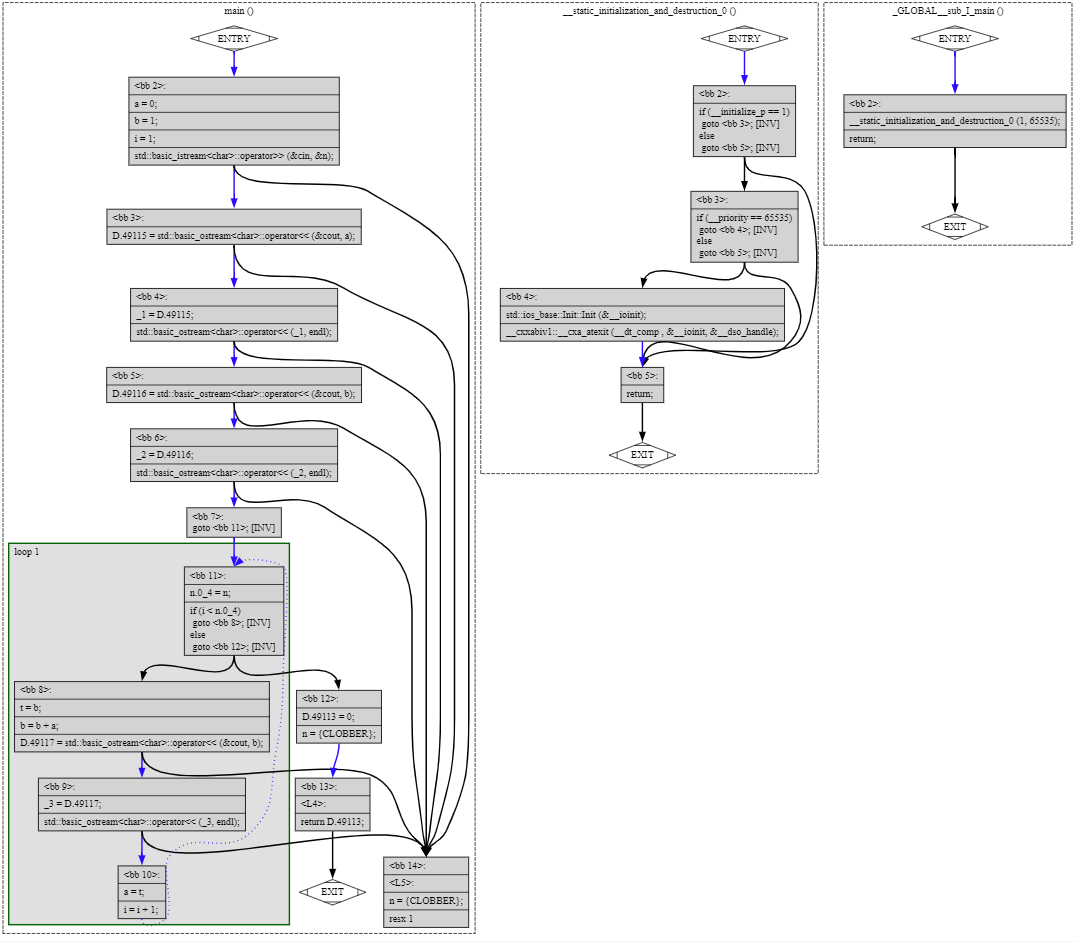 main ()
ENTRY
<bb 2>:
a = 0;
b = 1;
i = 1;
std::basic_istream<char>::operator>> (&cin, &n);
<bb 3>:
D.49115 = std::basic_ostream<char>::operator<< (&cout, a);
<bb 4>:
_1 = D.49115;
std::basic_ostream<char>::operator<< (_1, endl);
<bb 5>:
D.49116 = std::basic_ostream<char>::operator<< (&cout, b);
<bb 6>:
_2 = D.49116;
std::basic_ostream<char>::operator<< (_2, endl);
<bb 7>:
goto <bb 11>; [INV]
loop 1
<bb 11>:
n.0_4 = n;
if (i < n.0_4)
goto <bb 8>; [INV]
else
goto <bb 12>; [INV]
<bb 8>:
t = b;
b = b + a;
D.49117 = std::basic_ostream<char>::operator<< (&cout, b);
<bb 9>:
_3 = D.49117;
std::basic_ostream<char>::operator<< (_3, endl);
<bb 10>:
a = t;
i = i + 1;
<bb 12>:
D.49113 = 0;
n = {CLOBBER};
<bb 13>:
<L4>:
return D.49113;
EXIT
<bb 14>:
<L5>:
n = {CLOBBER};
resx 1
__static_initialization_and_destruction_0 ()
ENTRY
<bb 2>:
if (__initialize_p == 1)
goto <bb 3>; [INV]
else
goto <bb 5>; [INV]
<bb 3>:
if (__priority == 65535)
goto <bb 4>; [INV]
else
goto <bb 5>; [INV]
<bb 4>:
std::ios_base::Init::Init (&__ioinit);
__cxxabiv1::__cxa_atexit (__dt_comp , &__ioinit, &__dso_handle);
<bb 5>:
return;
EXIT
_GLOBAL__sub_I_main ()
ENTRY
<bb 2>:
__static_initialization_and_destruction_0 (1, 65535);
return;
EXIT